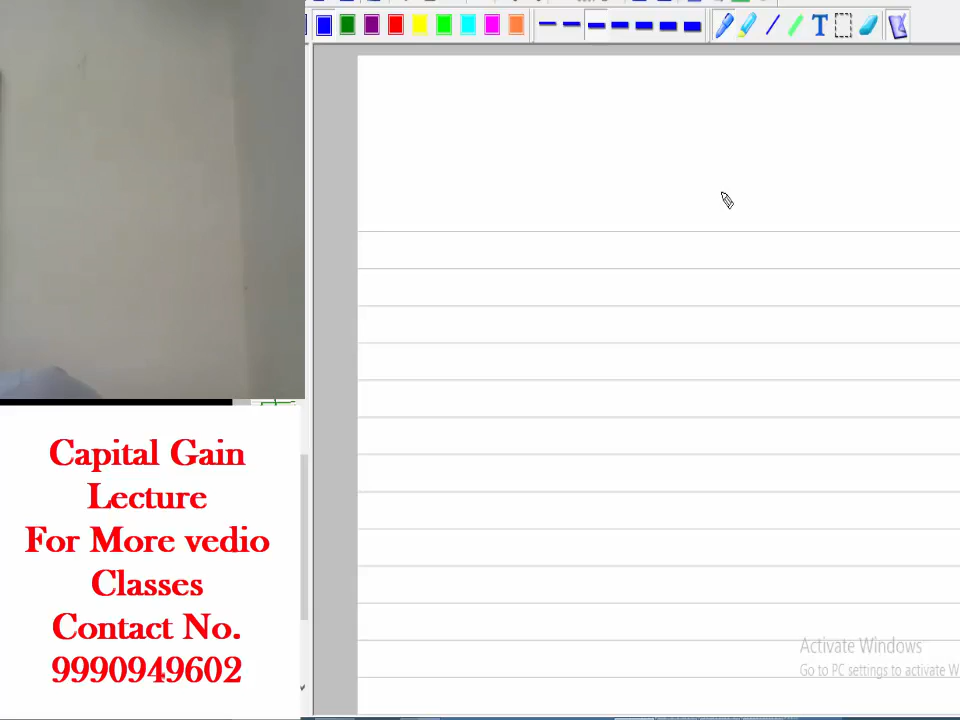 T
Capital Gain
Lecture
For More vedio
Classes
Contact No.
9990949602
Activate Windows
Go to PC settings to activate W